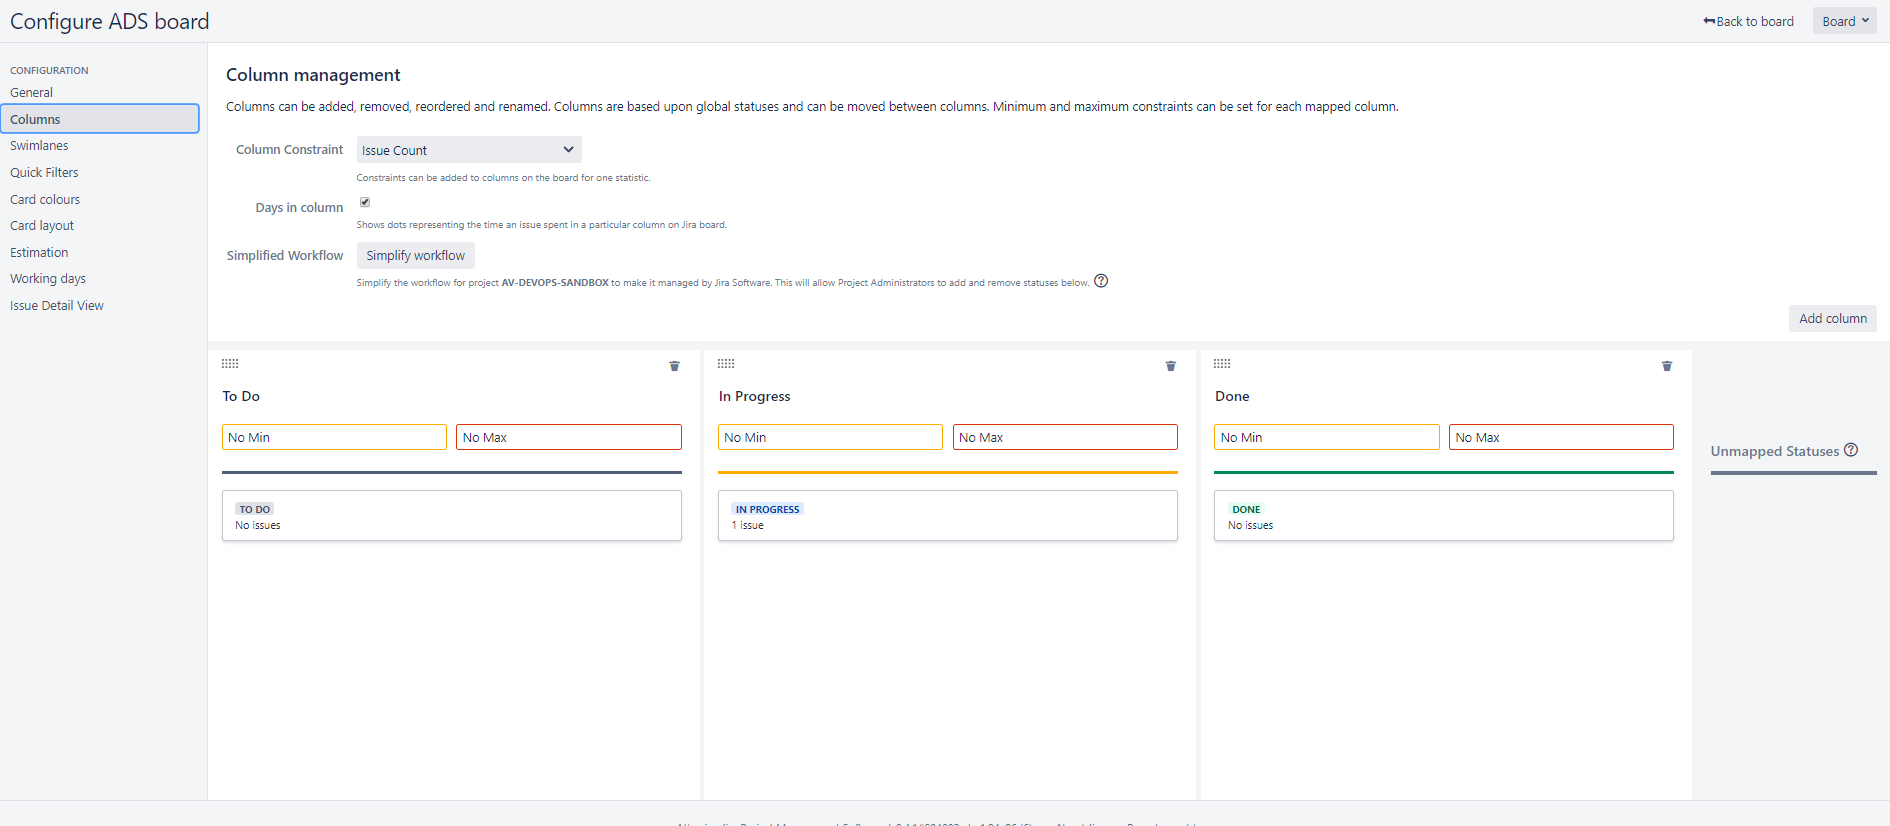 Configure ADS board
Back to board
Board
CONFIGURATION
General
Columns
Swimlanes
Quick Filters
Card colours
Card layout
Estimation
Working days
Issue Detail View
Column management
Columns can be added, removed, reordered and renamed. Columns are based upon global statuses and can be moved between columns. Minimum and maximum constraints can be set for each mapped column.
Column Constraint
Issue Count
Constraints can be added to columns on the board for one statistic.
Days in column
Shows dots representing the time an issue spent in a particular column on Jira board.
Simplified Workflow
Simplify workflow
Simplify the workflow for project AV-DEVOPS-SANDBOX to make it managed by Jira Software. This will allow Project Administrators to add and remove statuses below.
Add column
To Do
No Min
No Max
TO DO
No issues
In Progress
No Min
No Max
IN PROGRESS
1 issue
Done
No Min
No Max
DONE
No issues
Unmapped Statuses